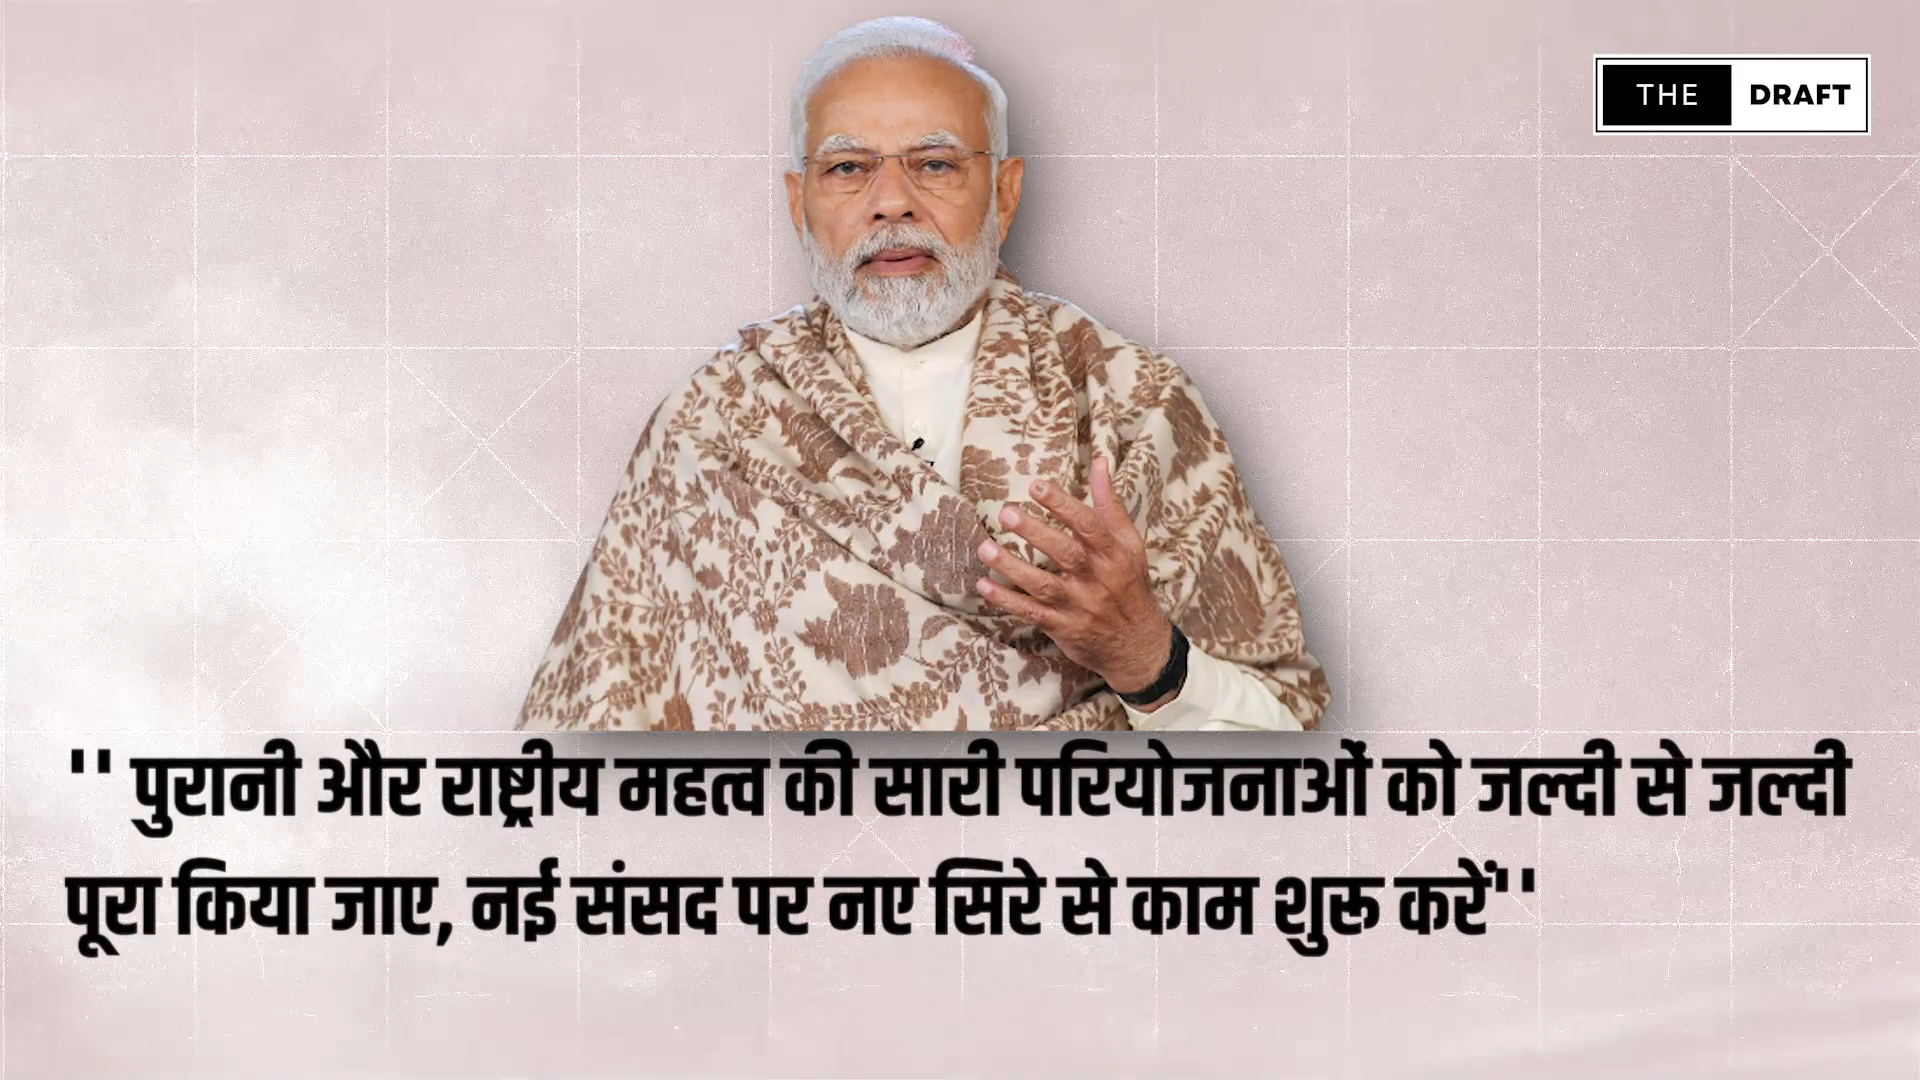 THE DRAFT
'' पुरानी और राष्ट्रीय महत्व की सारी परियोजनाओं को जल्दी से जल्दी
पूरा किया जाए, नई संसद पर नए सिरे से काम शुरू करें''